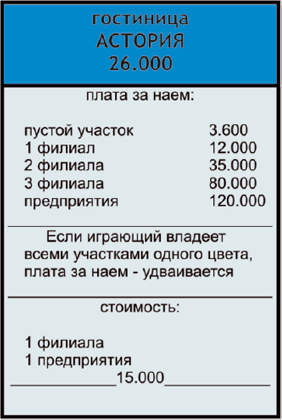 гостиница
АСТОРИЯ
26.000
плата за наем:
пустой участок 3.600
1 филиал 12.000
2 филиала 35.000
3 филиала 80.000
предприятия 120.000
Если играющий владеет
всеми участками одного цвета,
плата за наем - удваивается
стоимость:
1 филиала
1 предприятия
15.000